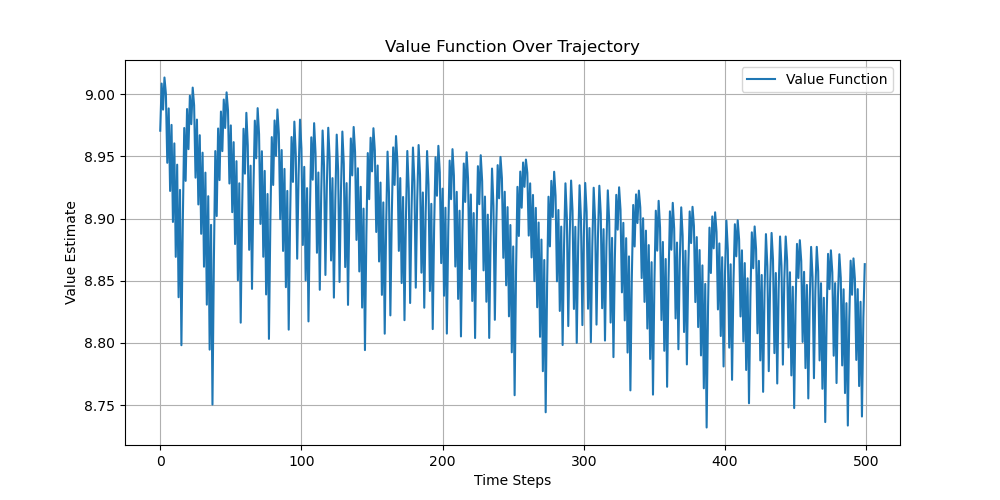 Value Function Over Trajectory
Value Function
9.00
8.95
8.90
8.85
8.80
8.75
Value Estimate
0 100 200 300 400 500
Time Steps